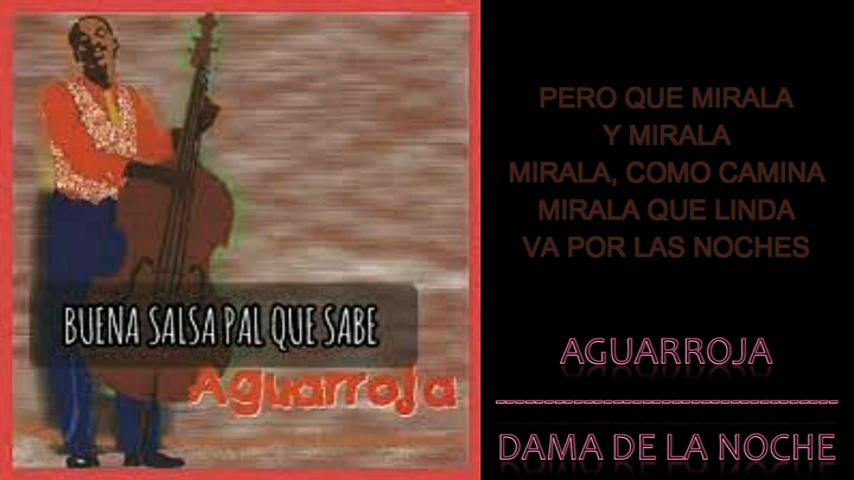 BUENA SALSA PAL QUE SABE
Aguarroja
PERO QUE MIRALA
Y MIRALA
MIRALA, COMO CAMINA
MIRALA QUE LINDA
VA POR LAS NOCHES
AGUARROJA
DAMA DE LA NOCHE